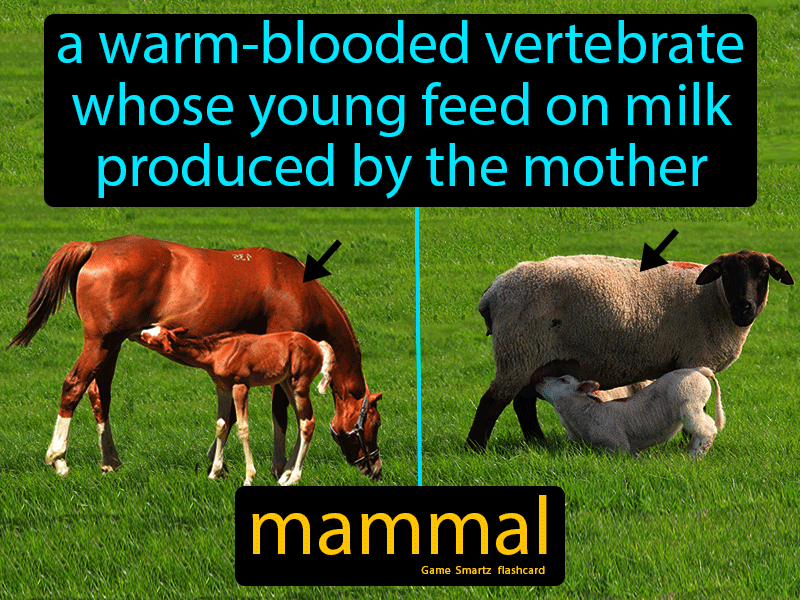 a warm-blooded vertebrate
whose young feed on milk
produced by the mother
mammal
Game Smartz flashcard